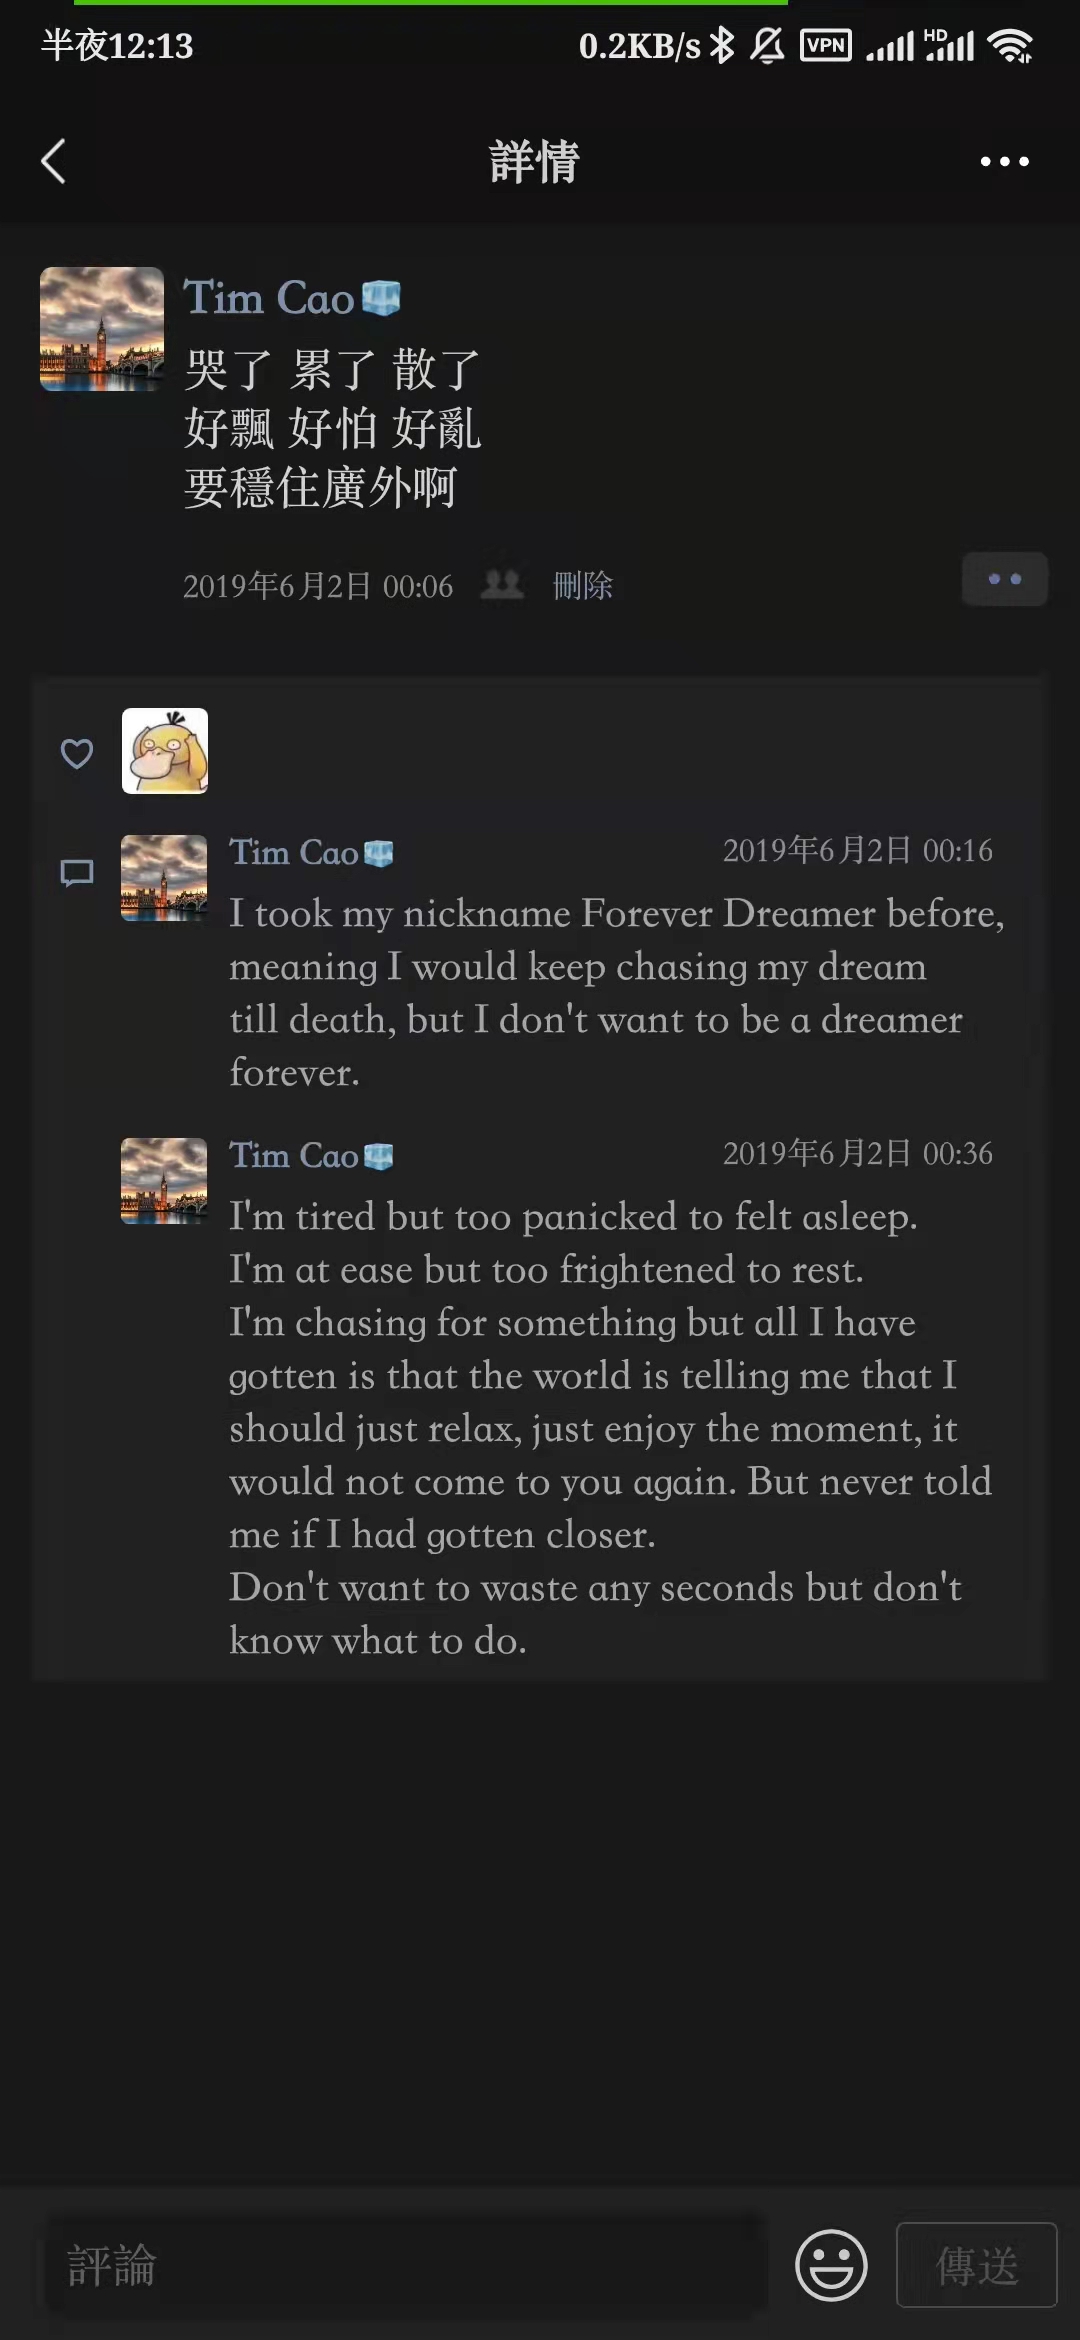 半夜12:13
0.2KB/s VPN HD
詳情
Tim Cao
哭了 累了 散了
好飄 好怕 好亂
要穩住廣外啊
2019年6月2日 00:06 刪除
Tim Cao 2019年6月2日 00:16
I took my nickname Forever Dreamer before,
meaning I would keep chasing my dream
till death, but I don't want to be a dreamer
forever.
Tim Cao 2019年6月2日 00:36
I'm tired but too panicked to felt asleep.
I'm at ease but too frightened to rest.
I'm chasing for something but all I have
gotten is that the world is telling me that I
should just relax, just enjoy the moment, it
would not come to you again. But never told
me if I had gotten closer.
Don't want to waste any seconds but don't
know what to do.
評論 傳送